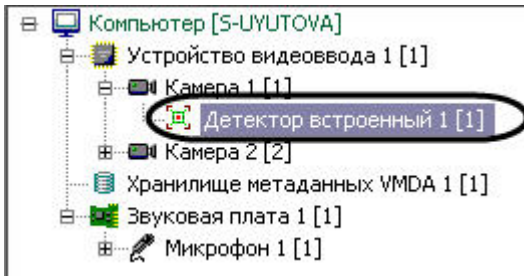 Компьютер [S-UYUTOVA]
Устройство видеоввода 1 [1]
Камера 1 [1]
Детектор встроенный 1 [1]
Камера 2 [2]
Хранилище метаданных VMDA 1 [1]
Звуковая плата 1 [1]
Микрофон 1 [1]